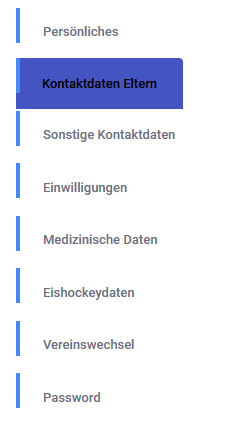 Persönliches
Kontaktdaten Eltern
Sonstige Kontaktdaten
Einwilligungen
Medizinische Daten
Eishockeydaten
Vereinswechsel
Password